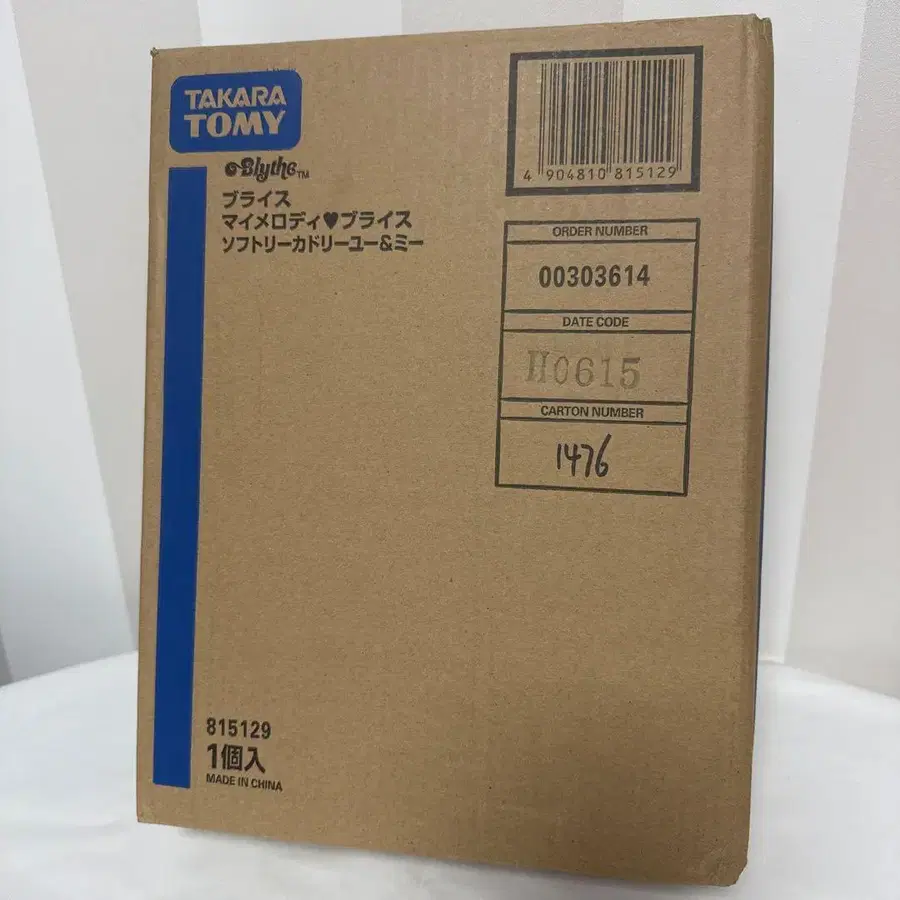 TAKARA
TOMY
Blythe TM
ブライス
マイメロディ♥ブライス
ソフトリーカドリーユー&ミー
4 904810 815129
ORDER NUMBER
00303614
DATE CODE
H0615
CARTON NUMBER
1476
815129
1個入
MADE IN CHINA